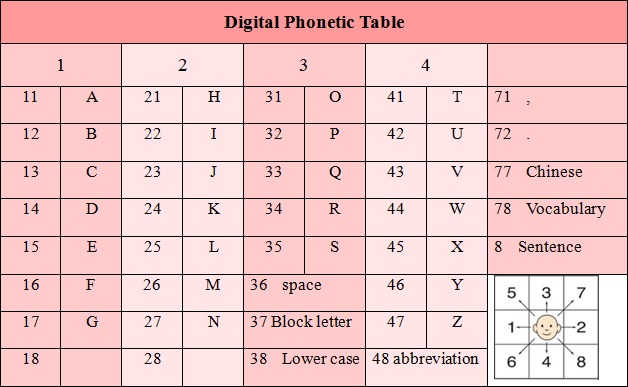 Digital Phonetic Table
1 2 3 4
11 A 21 H 31 O 41 T 71 ,
12 B 22 I 32 P 42 U 72 .
13 C 23 J 33 Q 43 V 77 Chinese
14 D 24 K 34 R 44 W 78 Vocabulary
15 E 25 L 35 S 45 X 8 Sentence
16 F 26 M 36 space 46 Y
17 G 27 N 37 Block letter 47 Z
18 28 38 Lower case 48 abbreviation
5 3 7
1 2
6 4 8